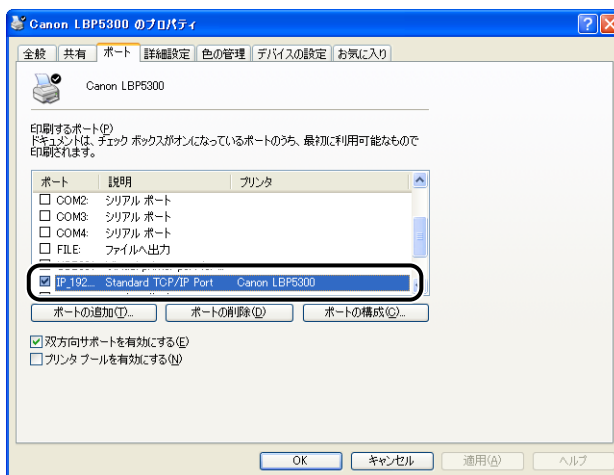 Canon LBP5300 のプロパティ
全般 共有 ポート 詳細設定 色の管理 デバイスの設定 お気に入り
Canon LBP5300
印刷するポート(P)
ドキュメントは、チェック ボックスがオンになっているポートのうち、最初に利用可能なもので
印刷されます。
ポート 説明 プリンタ
COM2: シリアル ポート
COM3: シリアル ポート
COM4: シリアル ポート
FILE: ファイルへ出力
IP_192... Standard TCP/IP Port Canon LBP5300
ポートの追加(T)... ポートの削除(D) ポートの構成(C)...
双方向サポートを有効にする(E)
プリンタ プールを有効にする(N)
OK キャンセル 適用(A) ヘルプ